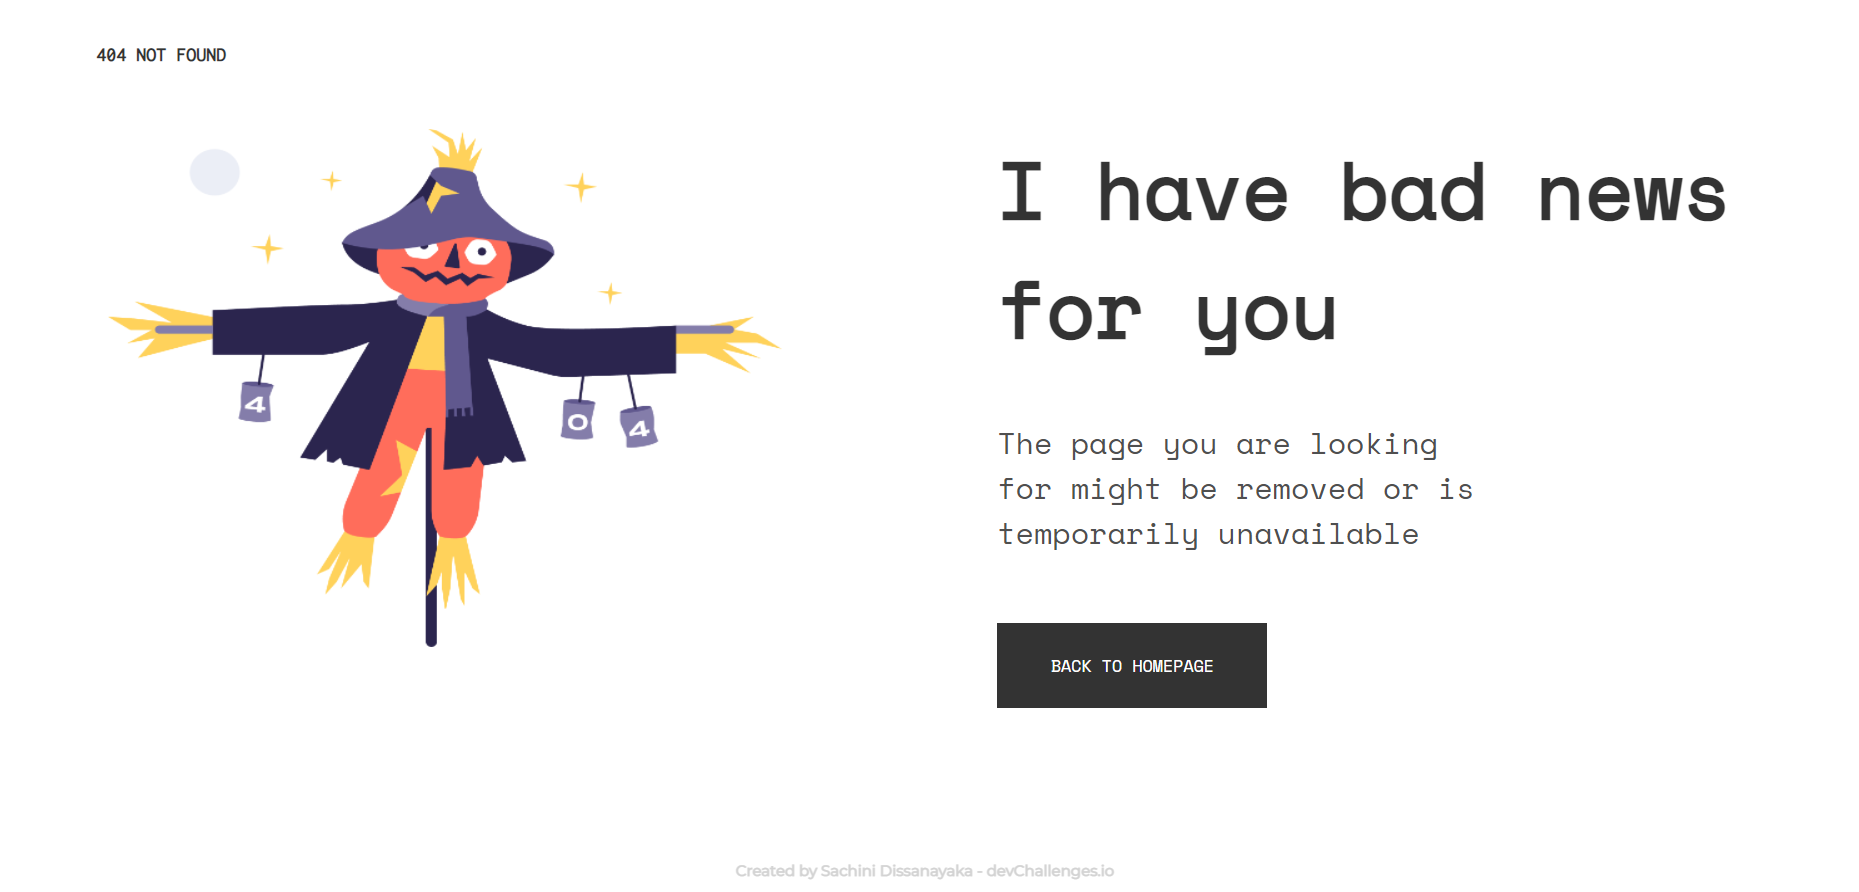 404 NOT FOUND
I have bad news
for you
The page you are looking
for might be removed or is
temporarily unavailable
BACK TO HOMEPAGE
4
0
4
Created by Sachini Dissanayaka - devChallenges.io